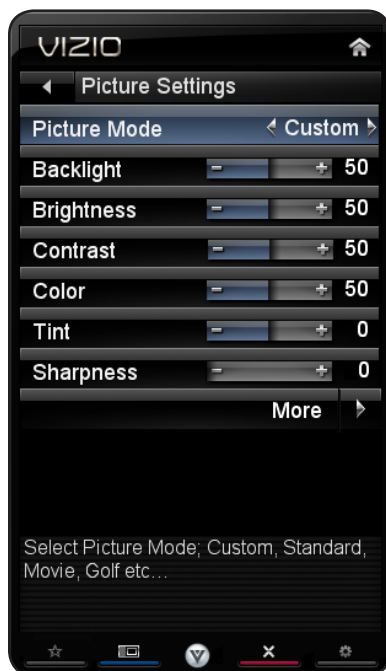 VIZIO
Picture Settings
Picture Mode Custom
Backlight - + 50
Brightness - + 50
Contrast - + 50
Color - + 50
Tint - + 0
Sharpness - + 0
More
Select Picture Mode; Custom, Standard,
Movie, Golf etc...
V